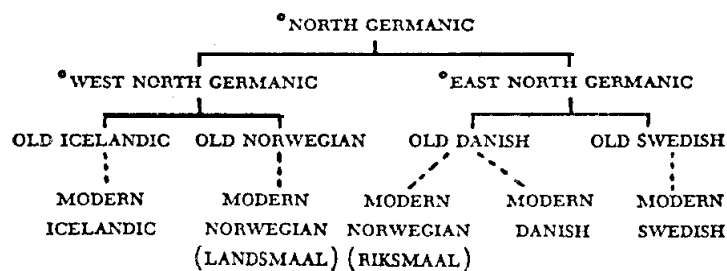 °NORTH GERMANIC
°WEST NORTH GERMANIC °EAST NORTH GERMANIC
OLD ICELANDIC OLD NORWEGIAN OLD DANISH OLD SWEDISH
MODERN MODERN MODERN MODERN MODERN
ICELANDIC NORWEGIAN NORWEGIAN DANISH SWEDISH
(LANDSMAAL) (RIKSMAAL)